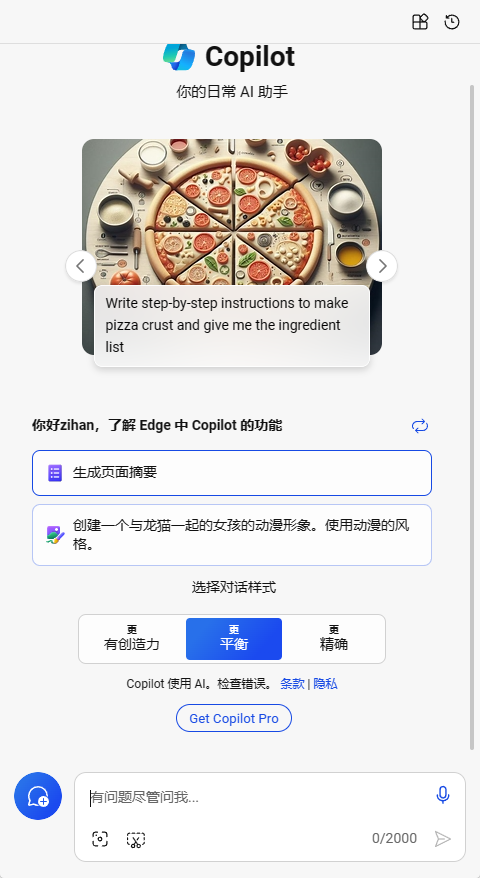 Copilot
你的日常 AI 助手
Write step-by-step instructions to make
pizza crust and give me the ingredient
list
你好zihan，了解 Edge 中 Copilot 的功能
生成页面摘要
创建一个与龙猫一起的女孩的动漫形象。使用动漫的风
格。
选择对话样式
更 更 更
有创造力 平衡 精确
Copilot 使用 AI。检查错误。 条款 | 隐私
Get Copilot Pro
有问题尽管问我...
0/2000